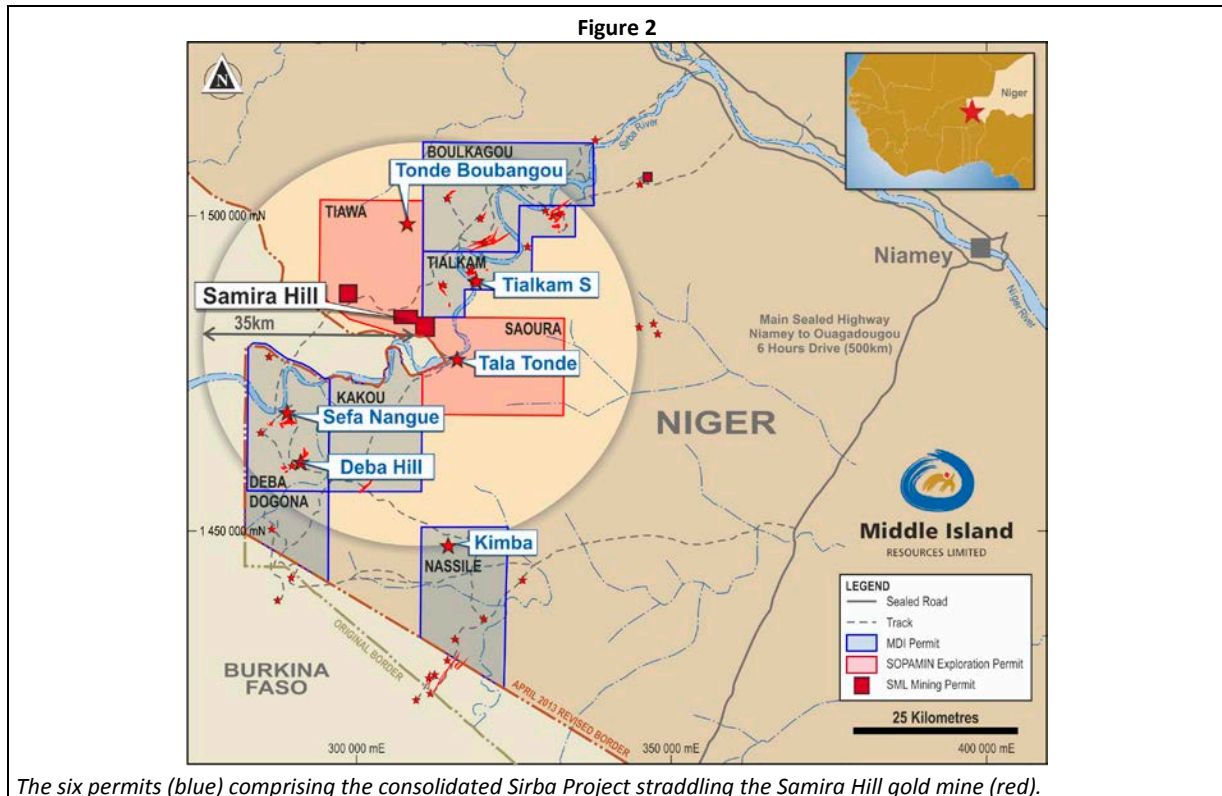 Figure 2
N
Niger
BOULKAGOU
Sirba River
Tonde Boubangou
TIAWA
1 500 000 mN
TIALKAM
Niamey
Tialkam S
Samira Hill
Niger River
35km
SAOURA
Main Sealed Highway
Niamey to Ouagadougou
6 Hours Drive (500km)
Tala Tonde
KAKOU
Sefa Nangue
NIGER
Deba Hill
DEBA
DOGONA
1 450 000 mN
Middle Island
RESOURCES LIMITED
Kimba
NASSILE
LEGEND
Sealed Road
Track
MDI Permit
SOPAMIN Exploration Permit
SML Mining Permit
ORIGINAL BORDER
BURKINA
FASO
APRIL 2013 REVISED BORDER
25 Kilometres
300 000 mE
350 000 mE
400 000 mE
The six permits (blue) comprising the consolidated Sirba Project straddling the Samira Hill gold mine (red).